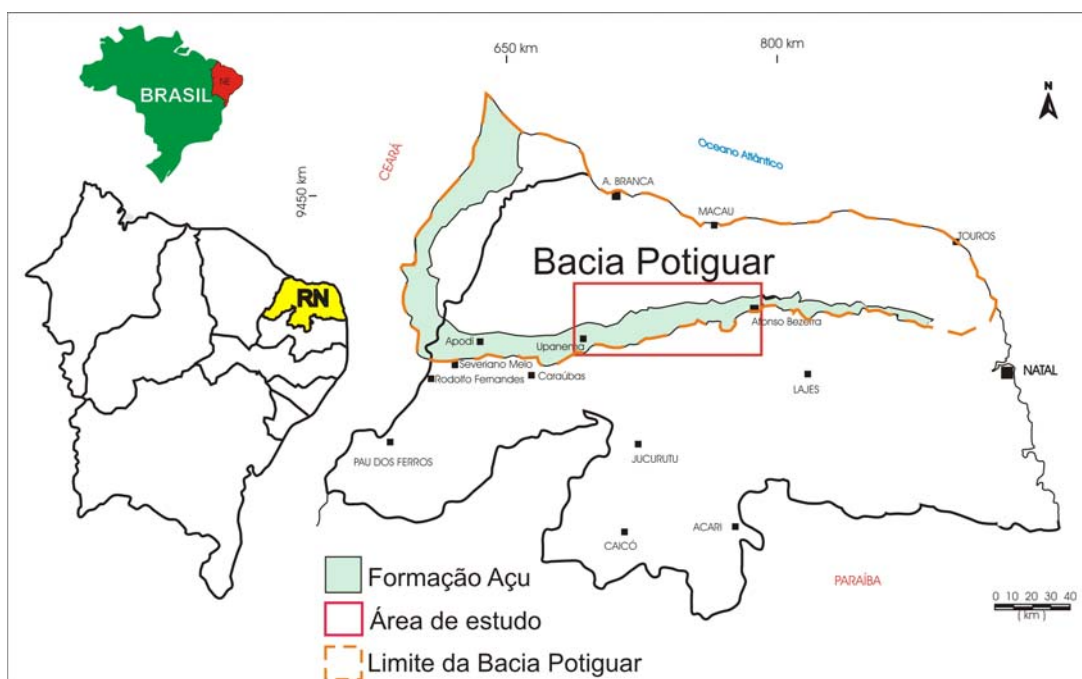 650 km
800 km
NE
BRASIL
N
CEARÁ
Oceano Atlântico
9450 km
A. BRANCA
MACAU
TOUROS
Bacia Potiguar
RN
Afonso Bezerra
Apodi
Upanema
Severiano Melo
Rodolfo Fernandes
Caraúbas
LAJES
NATAL
PAU DOS FERROS
JUCURUTU
CAICÓ
ACARI
PARAÍBA
Formação Açu
Área de estudo
Limite da Bacia Potiguar
0 10 20 30 40
( km )